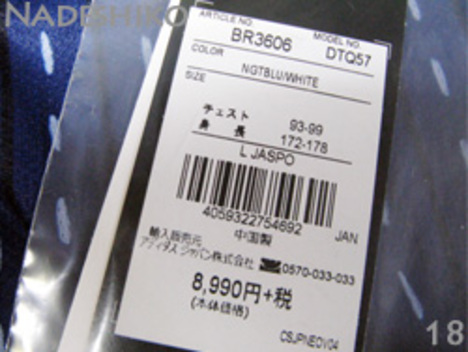 NADESHIKO
ARTICLE NO.
MODEL NO.
BR3606
DTQ57
COLOR
NGTBLU/WHITE
SIZE
チェスト 93-99
身 長 172-178
L JASPO
4059322754692 JAN
中国製
輸入販売元
アディダス ジャパン株式会社 0570-033-033
8,990円+税
(本体価格)
CSJPNEOV04
18